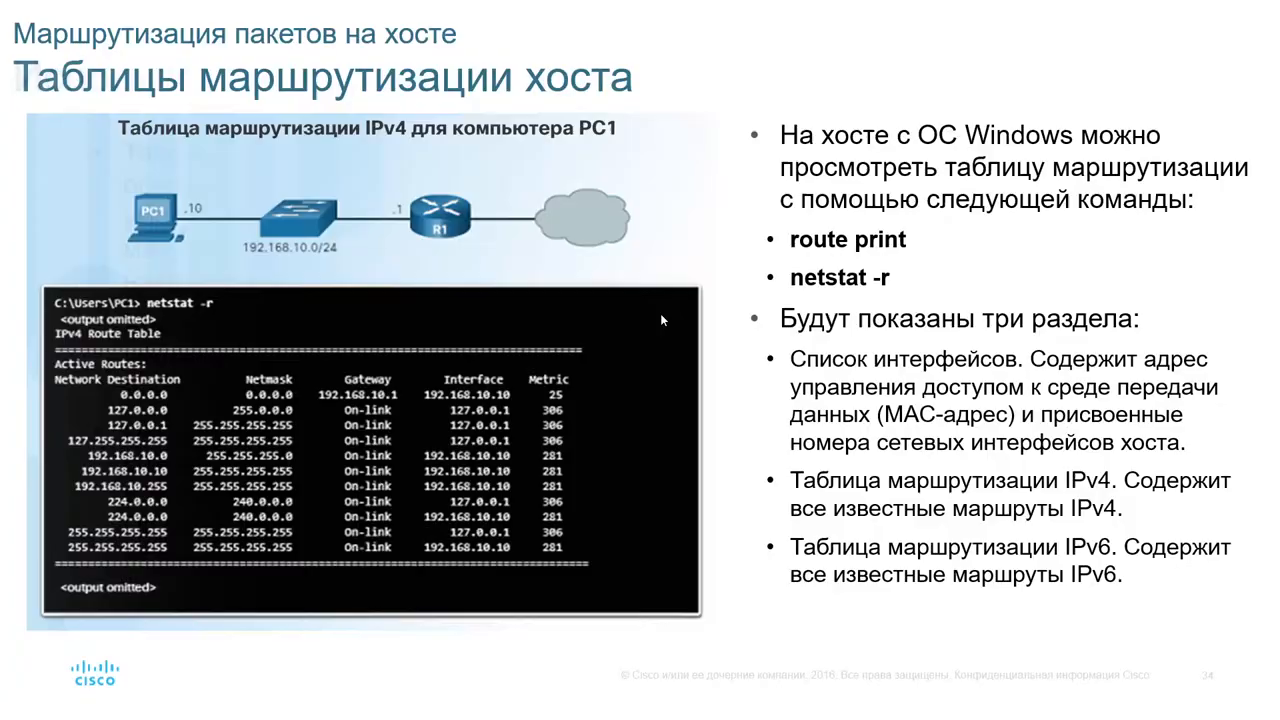 Маршрутизация пакетов на хосте
Таблицы маршрутизации хоста
Таблица маршрутизации IPv4 для компьютера PC1
PC1 .10 .1 R1
192.168.10.0/24
C:\Users\PC1> netstat -r
<output omitted>
IPv4 Route Table
===========================================================================
Active Routes:
Network Destination Netmask Gateway Interface Metric
0.0.0.0 0.0.0.0 192.168.10.1 192.168.10.10 25
127.0.0.0 255.0.0.0 On-link 127.0.0.1 306
127.0.0.1 255.255.255.255 On-link 127.0.0.1 306
127.255.255.255 255.255.255.255 On-link 127.0.0.1 306
192.168.10.0 255.255.255.0 On-link 192.168.10.10 281
192.168.10.10 255.255.255.255 On-link 192.168.10.10 281
192.168.10.255 255.255.255.255 On-link 192.168.10.10 281
224.0.0.0 240.0.0.0 On-link 127.0.0.1 306
224.0.0.0 240.0.0.0 On-link 192.168.10.10 281
255.255.255.255 255.255.255.255 On-link 127.0.0.1 306
255.255.255.255 255.255.255.255 On-link 192.168.10.10 281
===========================================================================
<output omitted>
• На хосте с ОС Windows можно
просмотреть таблицу маршрутизации
с помощью следующей команды:
• route print
• netstat -r
• Будут показаны три раздела:
• Список интерфейсов. Содержит адрес
управления доступом к среде передачи
данных (MAC-адрес) и присвоенные
номера сетевых интерфейсов хоста.
• Таблица маршрутизации IPv4. Содержит
все известные маршруты IPv4.
• Таблица маршрутизации IPv6. Содержит
все известные маршруты IPv6.
CISCO
© Cisco и/или ее дочерние компании, 2016. Все права защищены. Конфиденциальная информация Cisco
34